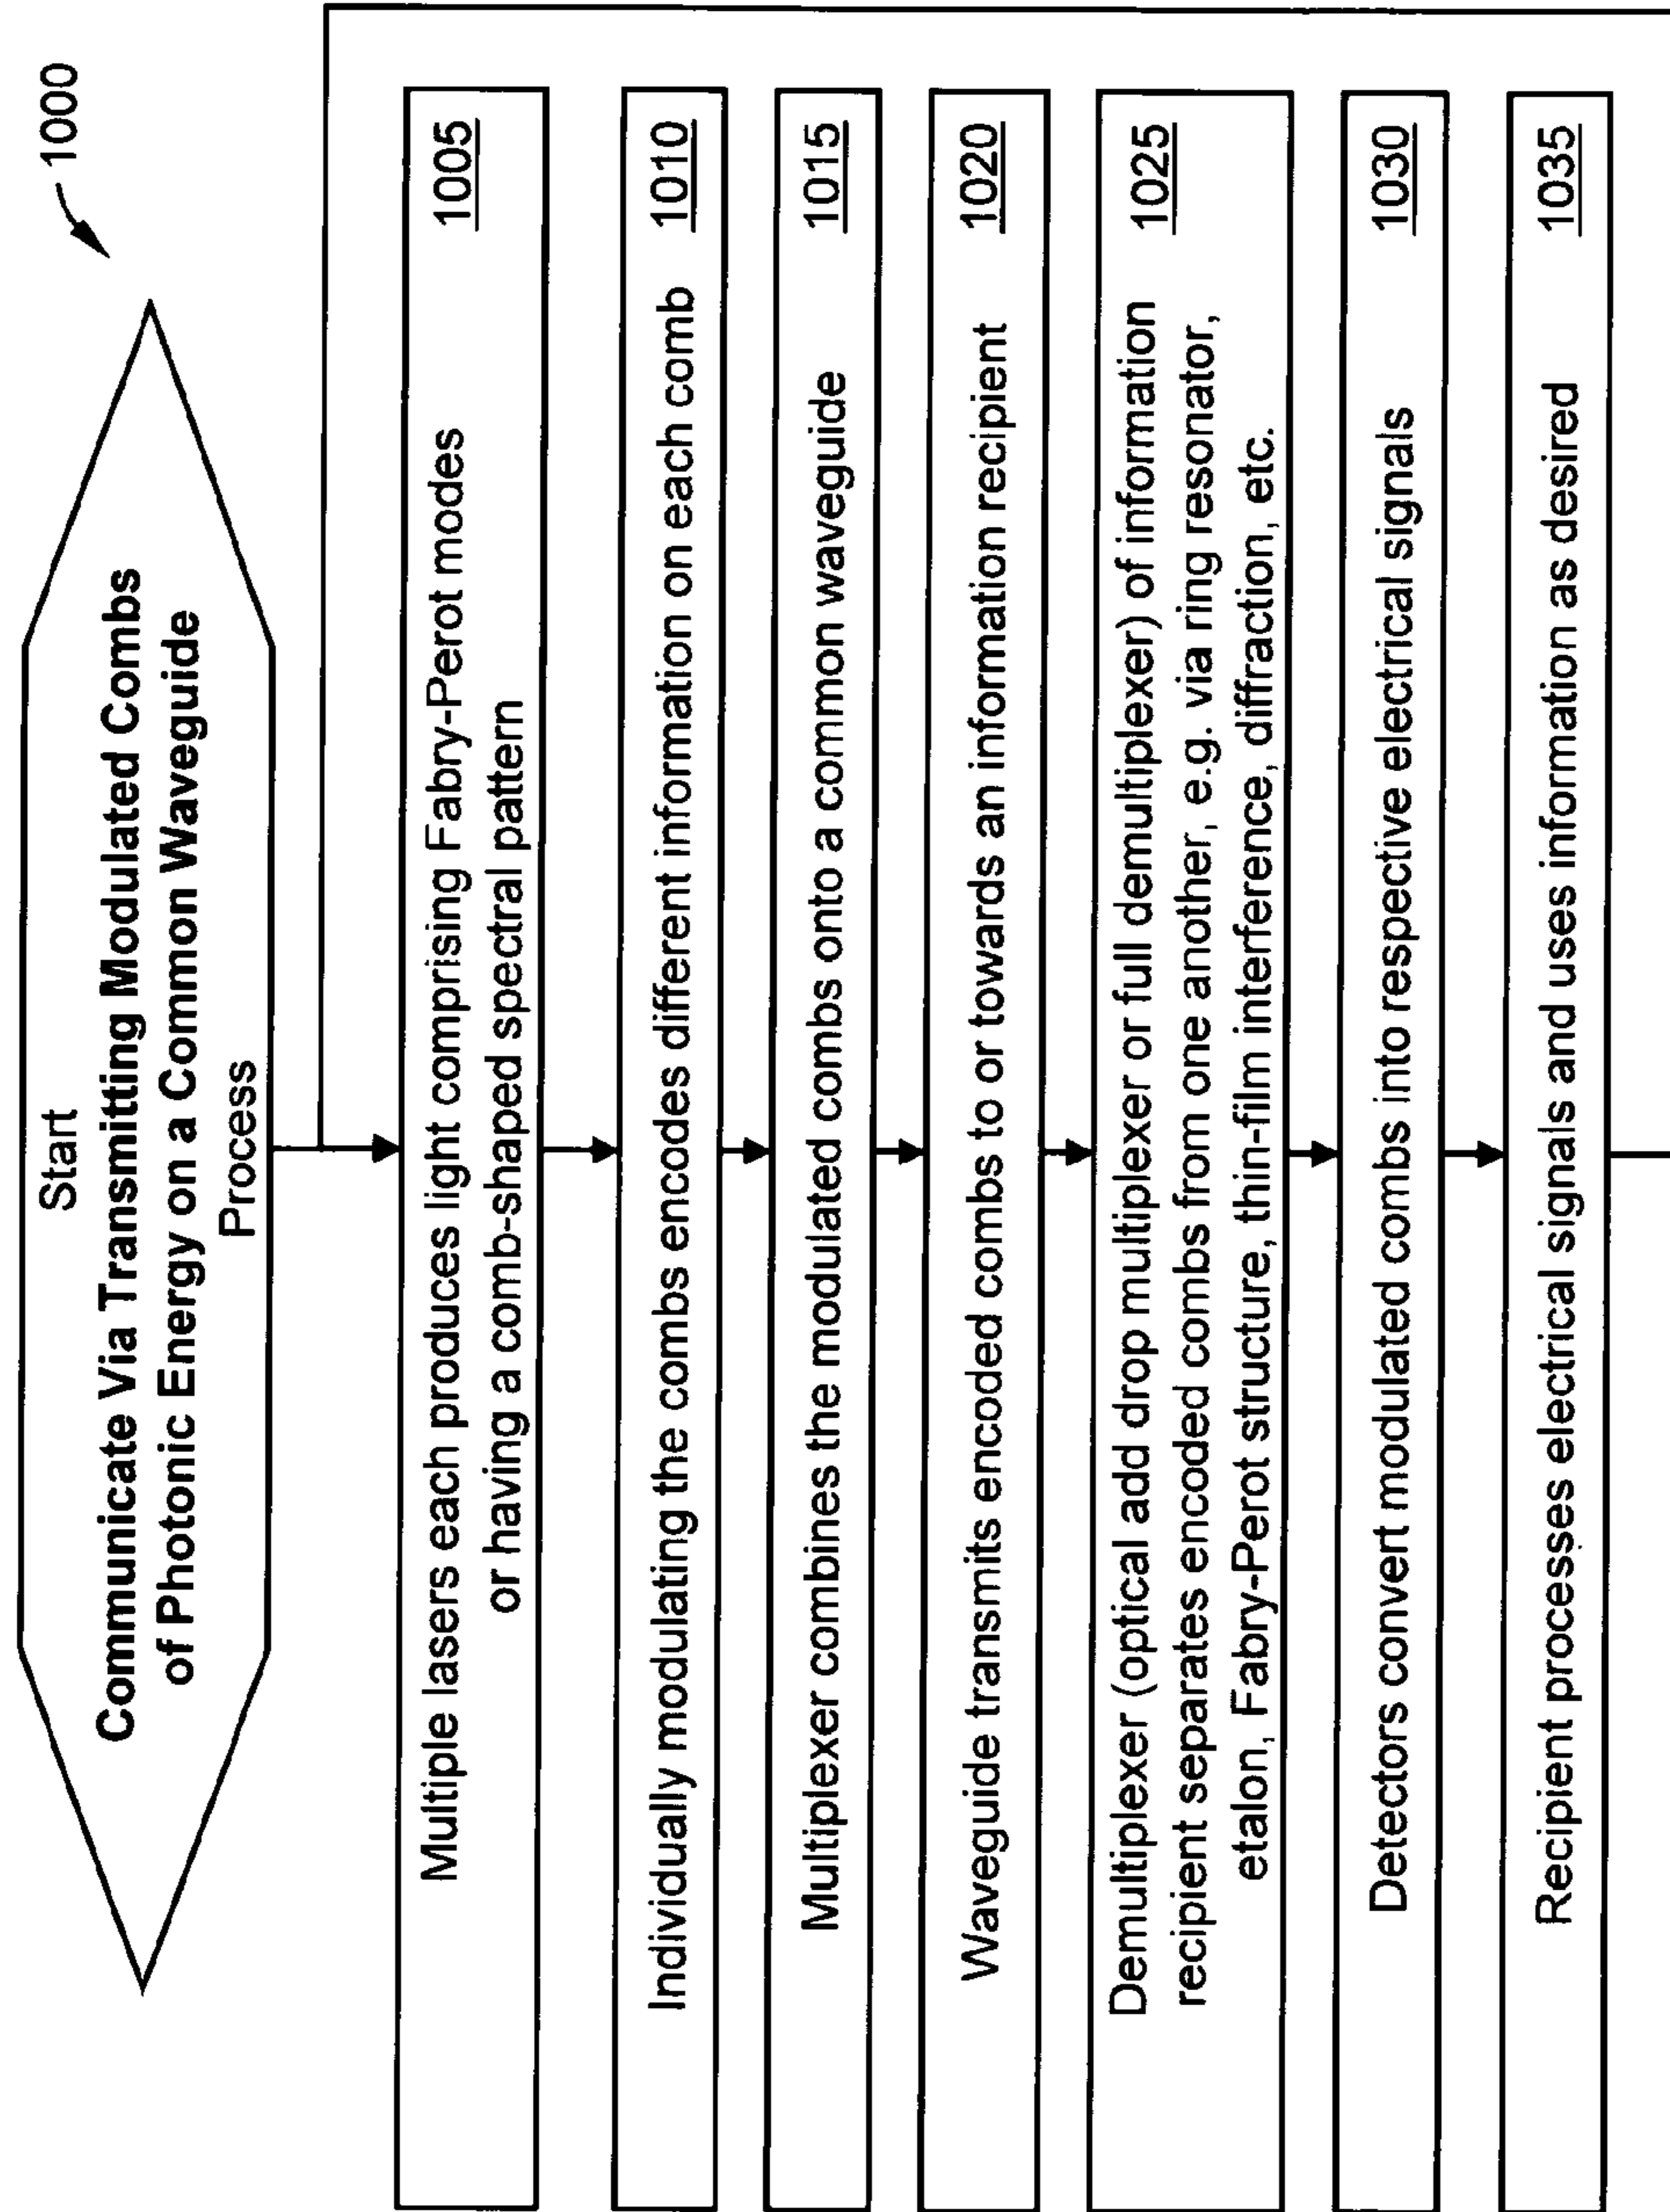 1000
Start
Communicate Via Transmitting Modulated Combs
of Photonic Energy on a Common Waveguide
Process
Multiple lasers each produces light comprising Fabry-Perot modes
or having a comb-shaped spectral pattern
1005
Individually modulating the combs encodes different information on each comb
1010
Multiplexer combines the modulated combs onto a common waveguide
1015
Waveguide transmits encoded combs to or towards an information recipient
1020
Demultiplexer (optical add drop multiplexer or full demultiplexer) of information
recipient separates encoded combs from one another, e.g. via ring resonator,
etalon, Fabry-Perot structure, thin-film interference, diffraction, etc.
1025
Detectors convert modulated combs into respective electrical signals
1030
Recipient processes electrical signals and uses information as desired
1035